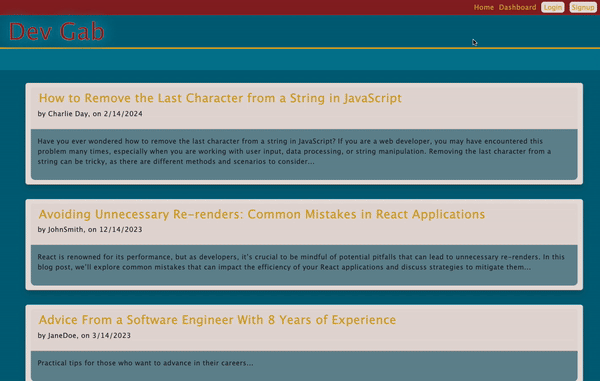 Home Dashboard Login Signup
Dev Gab
How to Remove the Last Character from a String in JavaScript
by Charlie Day, on 2/14/2024
Have you ever wondered how to remove the last character from a string in JavaScript? If you are a web developer, you may have encountered this
problem many times, especially when you are working with user input, data processing, or string manipulation. Removing the last character from a
string can be tricky, as there are different methods and scenarios to consider...
Avoiding Unnecessary Re-renders: Common Mistakes in React Applications
by JohnSmith, on 12/14/2023
React is renowned for its performance, but as developers, it's crucial to be mindful of potential pitfalls that can lead to unnecessary re-renders. In this
blog post, we'll explore common mistakes that can impact the efficiency of your React applications and discuss strategies to mitigate them...
Advice From a Software Engineer With 8 Years of Experience
by JaneDoe, on 3/14/2023
Practical tips for those who want to advance in their careers...